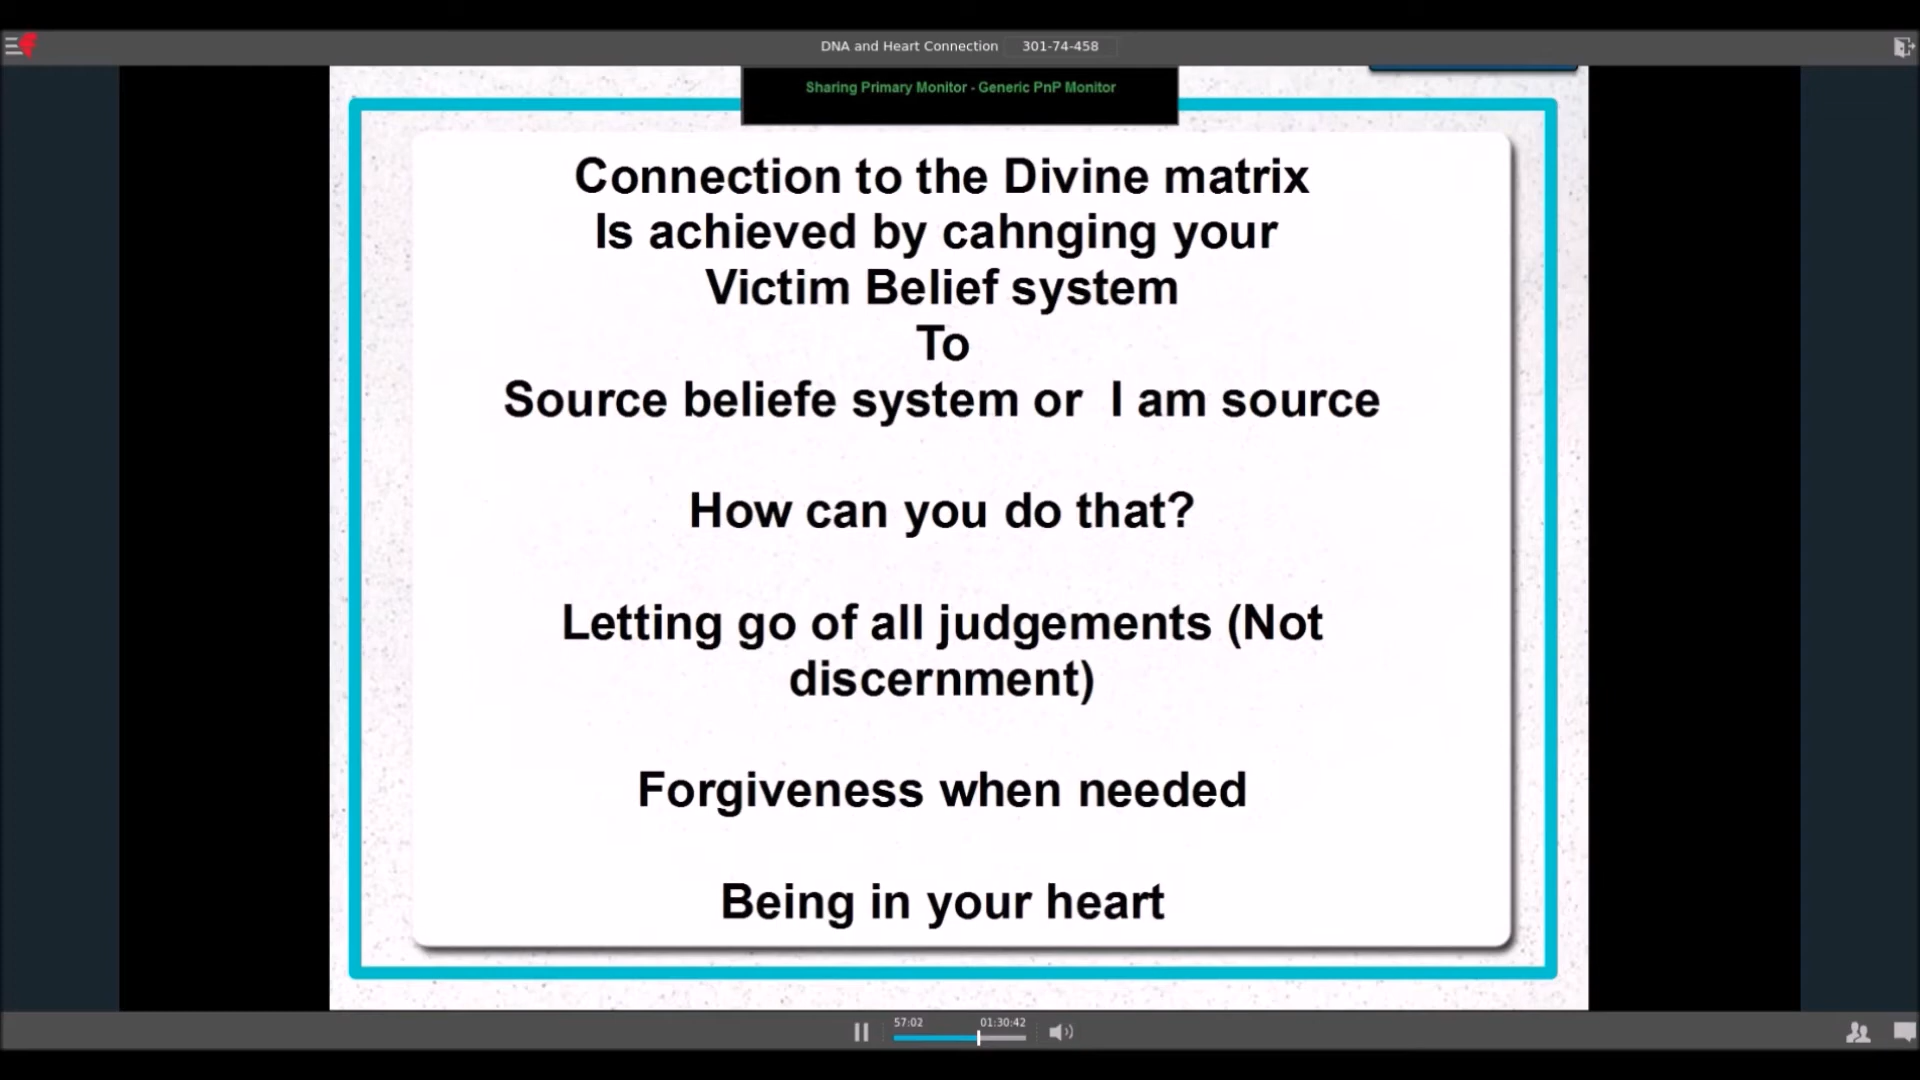 DNA and Heart Connection 301-74-458
Sharing Primary Monitor - Generic PnP Monitor
Connection to the Divine matrix
Is achieved by cahnging your
Victim Belief system
To
Source beliefe system or I am source
How can you do that?
Letting go of all judgements (Not
discernment)
Forgiveness when needed
Being in your heart
57:02 01:30:42